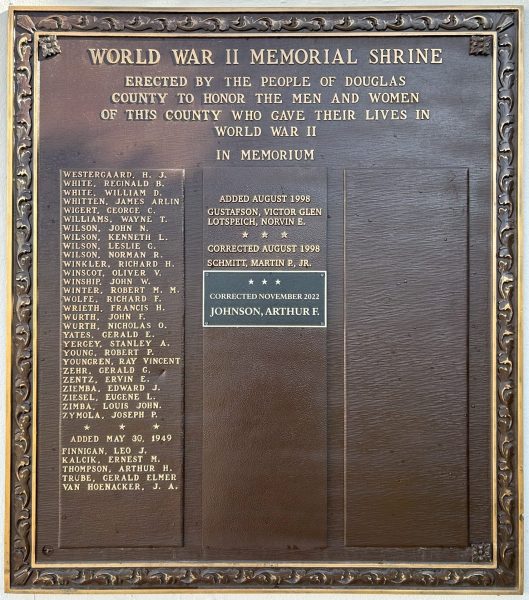 WORLD WAR II MEMORIAL SHRINE
ERECTED BY THE PEOPLE OF DOUGLAS
COUNTY TO HONOR THE MEN AND WOMEN
OF THIS COUNTY WHO GAVE THEIR LIVES IN
WORLD WAR II
IN MEMORIUM
WESTERGAARD, H. J.
WHITE, REGINALD B.
WHITE, WILLIAM D.
WHITTEN, JAMES ARLIN
WIGERT, GEORGE C.
WILLIAMS, WAYNE T.
WILSON, JOHN N.
WILSON, KENNETH L.
WILSON, LESLIE G.
WILSON, NORMAN R.
WINKLER, RICHARD H.
WINSCOT, OLIVER V.
WINSHIP, JOHN W.
WINTER, ROBERT M. M.
WOLFE, RICHARD F.
WRIETH, FRANCIS H.
WURTH, JOHN F.
WURTH, NICHOLAS O.
YATES, GERALD E.
YERGEY, STANLEY A.
YOUNG, ROBERT P.
YOUNGREN, RAY VINCENT
ZEHR, GERALD G.
ZENTZ, ERVIN E.
ZIEMBA, EDWARD J.
ZIESEL, EUGENE L.
ZIMBA, LOUIS JOHN.
ZYMOLA, JOSEPH P.
★ ★ ★
ADDED MAY 30, 1949
FINNIGAN, LEO J.
KALCIK, ERNEST M.
THOMPSON, ARTHUR H.
TRUBE, GERALD ELMER
VAN HOENACKER, J. A.
ADDED AUGUST 1998
GUSTAFSON, VICTOR GLEN
LOTSPEICH, NORVIN E.
★ ★ ★
CORRECTED AUGUST 1998
SCHMITT, MARTIN P., JR.
★ ★ ★
CORRECTED NOVEMBER 2022
JOHNSON, ARTHUR F.